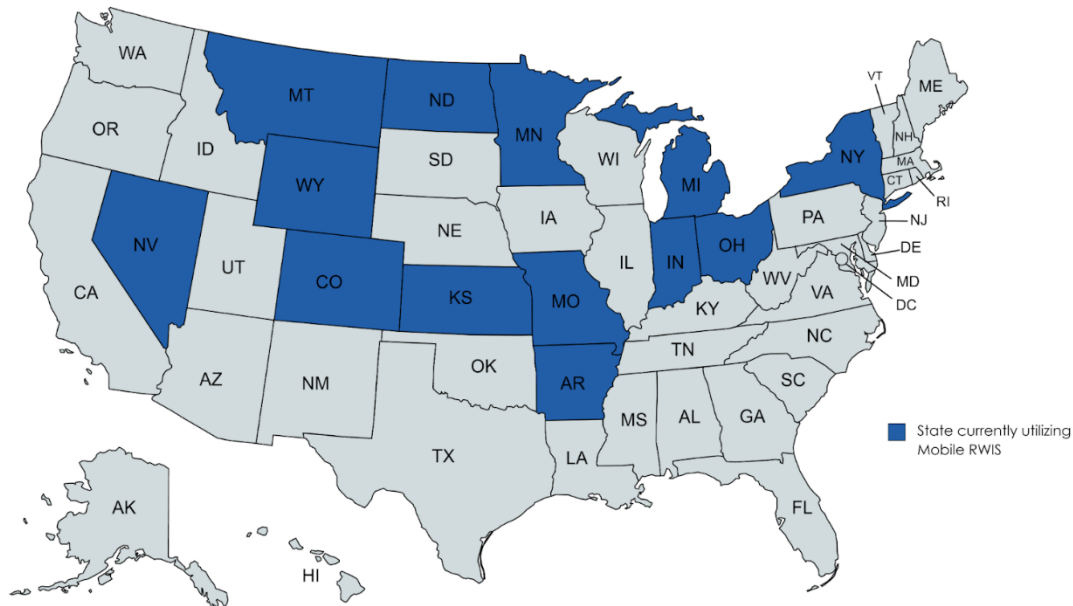 WA
MT
ND
MN
VT
ME
OR
ID
SD
WI
NH
NY
MA
WY
MI
CT
RI
IA
PA
NJ
NE
NV
OH
DE
IL
IN
UT
MD
WV
CO
CA
KS
MO
VA
DC
KY
NC
TN
OK
AZ
NM
AR
SC
MS
AL
GA
State currently utilizing
Mobile RWIS
TX
LA
AK
FL
HI